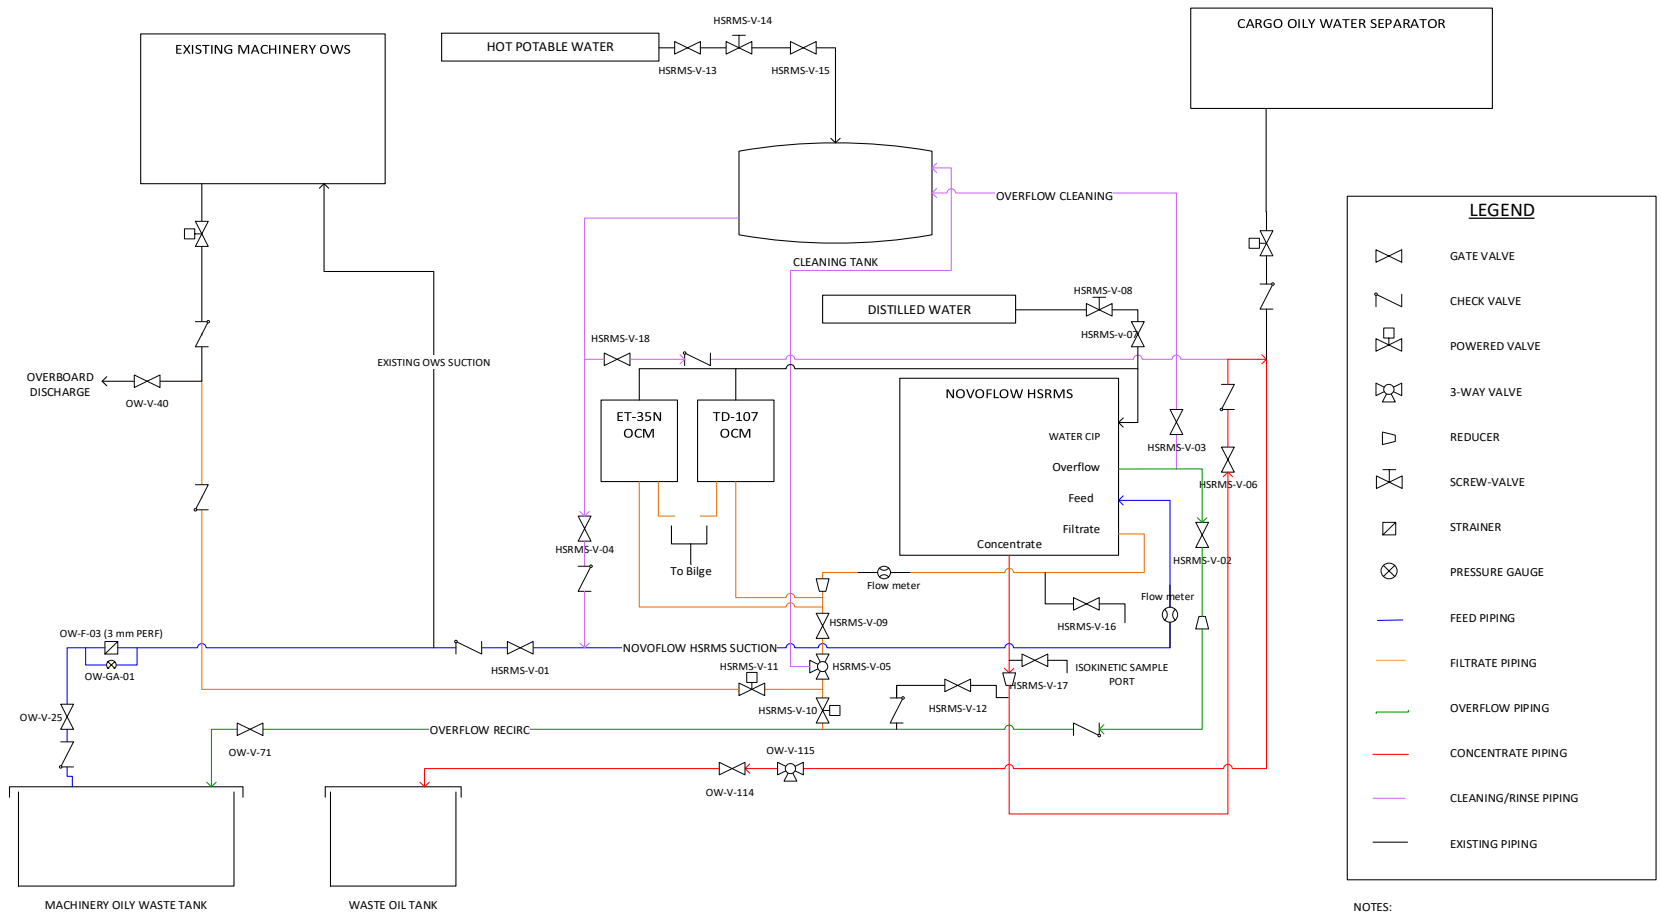 EXISTING MACHINERY OWS
HOT POTABLE WATER
HSRMS-V-14
HSRMS-V-13
HSRMS-V-15
CARGO OILY WATER SEPARATOR
OVERFLOW CLEANING
CLEANING TANK
DISTILLED WATER
HSRMS-V-08
HSRMS-v-07
HSRMS-V-18
EXISTING OWS SUCTION
OVERBOARD
DISCHARGE
OW-V-40
ET-35N
OCM
TD-107
OCM
NOVOFLOW HSRMS
WATER CIP
Overflow
Feed
Filtrate
Concentrate
HSRMS-V-03
HSRMS-V-06
HSRMS-V-02
HSRMS-V-04
To Bilge
Flow meter
Flow meter
HSRMS-V-16
HSRMS-V-09
OW-F-03 (3 mm PERF)
OW-GA-01
HSRMS-V-01
NOVOFLOW HSRMS SUCTION
HSRMS-V-11
HSRMS-V-05
ISOKINETIC SAMPLE
PORT
HSRMS-V-17
HSRMS-V-12
HSRMS-V-10
OW-V-25
OW-V-71
OVERFLOW RECIRC
OW-V-115
OW-V-114
MACHINERY OILY WASTE TANK
WASTE OIL TANK
LEGEND
GATE VALVE
CHECK VALVE
POWERED VALVE
3-WAY VALVE
REDUCER
SCREW-VALVE
STRAINER
PRESSURE GAUGE
FEED PIPING
FILTRATE PIPING
OVERFLOW PIPING
CONCENTRATE PIPING
CLEANING/RINSE PIPING
EXISTING PIPING
NOTES: